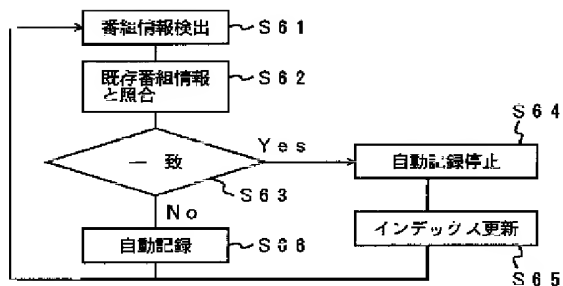 番組情報検出
S61
既存番組情報
と照合
S62
一致
Yes
S63
No
自動記録
S66
S64
自動記録停止
インデックス更新
S65